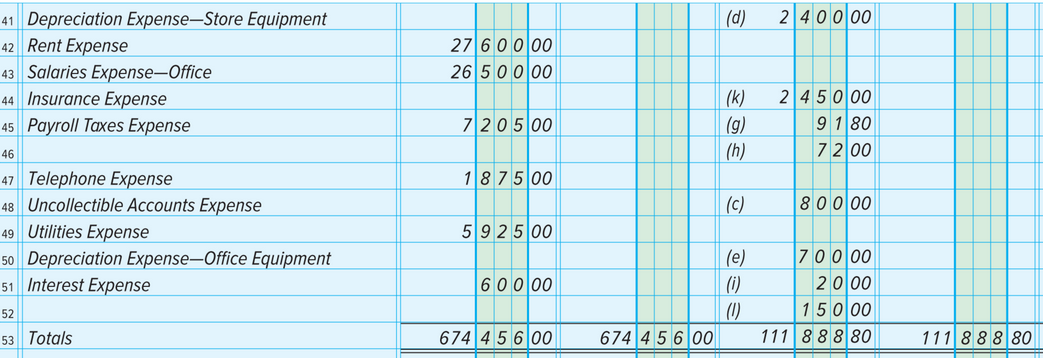 41 Depreciation Expense—Store Equipment (d) 2 400 00
42 Rent Expense 27 600 00
43 Salaries Expense—Office 26 500 00
44 Insurance Expense (k) 2 450 00
45 Payroll Taxes Expense 7 205 00 (g) 91 80
46 (h) 72 00
47 Telephone Expense 1 875 00
48 Uncollectible Accounts Expense (c) 800 00
49 Utilities Expense 5 925 00
50 Depreciation Expense—Office Equipment (e) 700 00
51 Interest Expense 600 00 (i) 20 00
52 (l) 150 00
53 Totals 674 456 00 674 456 00 111 888 80 111 888 80